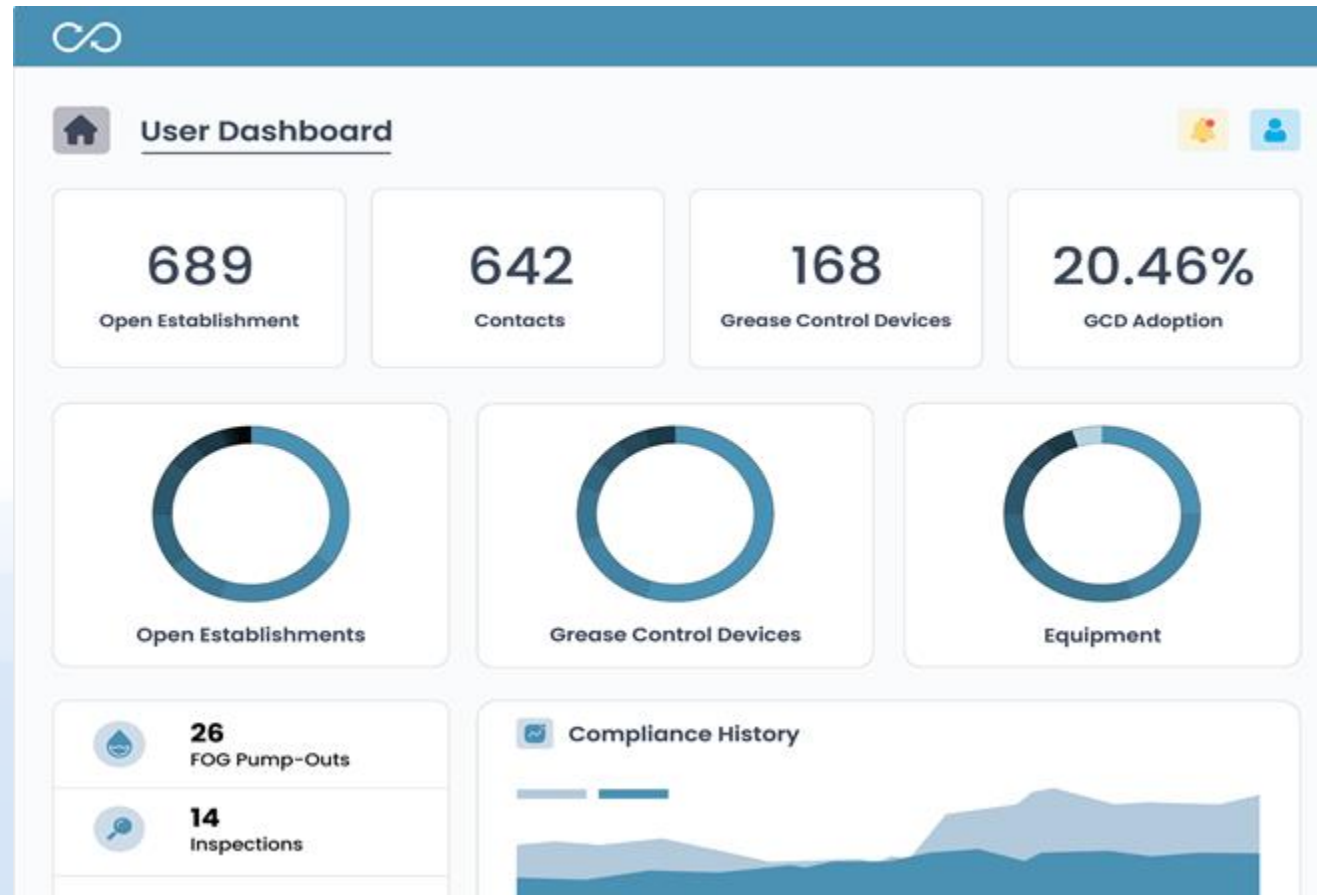 User Dashboard
689
Open Establishment
642
Contacts
168
Grease Control Devices
20.46%
GCD Adoption
Open Establishments
Grease Control Devices
Equipment
26
FOG Pump-Outs
14
Inspections
Compliance History